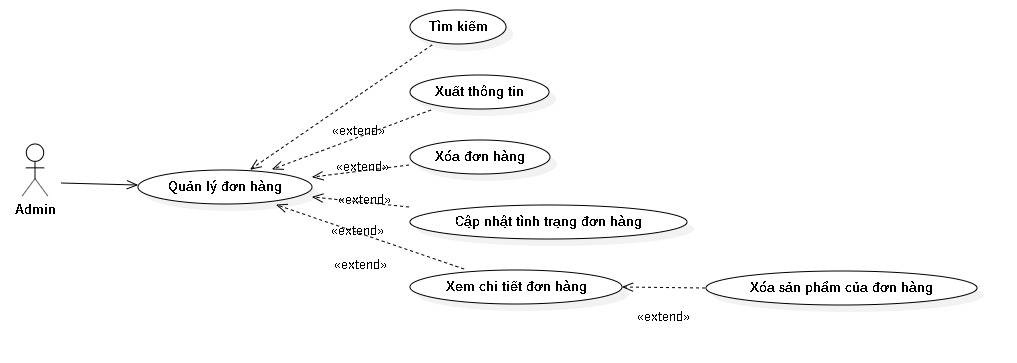 Tìm kiếm
Xuất thông tin
«extend»
Xóa đơn hàng
«extend»
Quản lý đơn hàng
«extend»
Admin
Cập nhật tình trạng đơn hàng
«extend»
«extend»
Xem chi tiết đơn hàng
Xóa sản phẩm của đơn hàng
«extend»